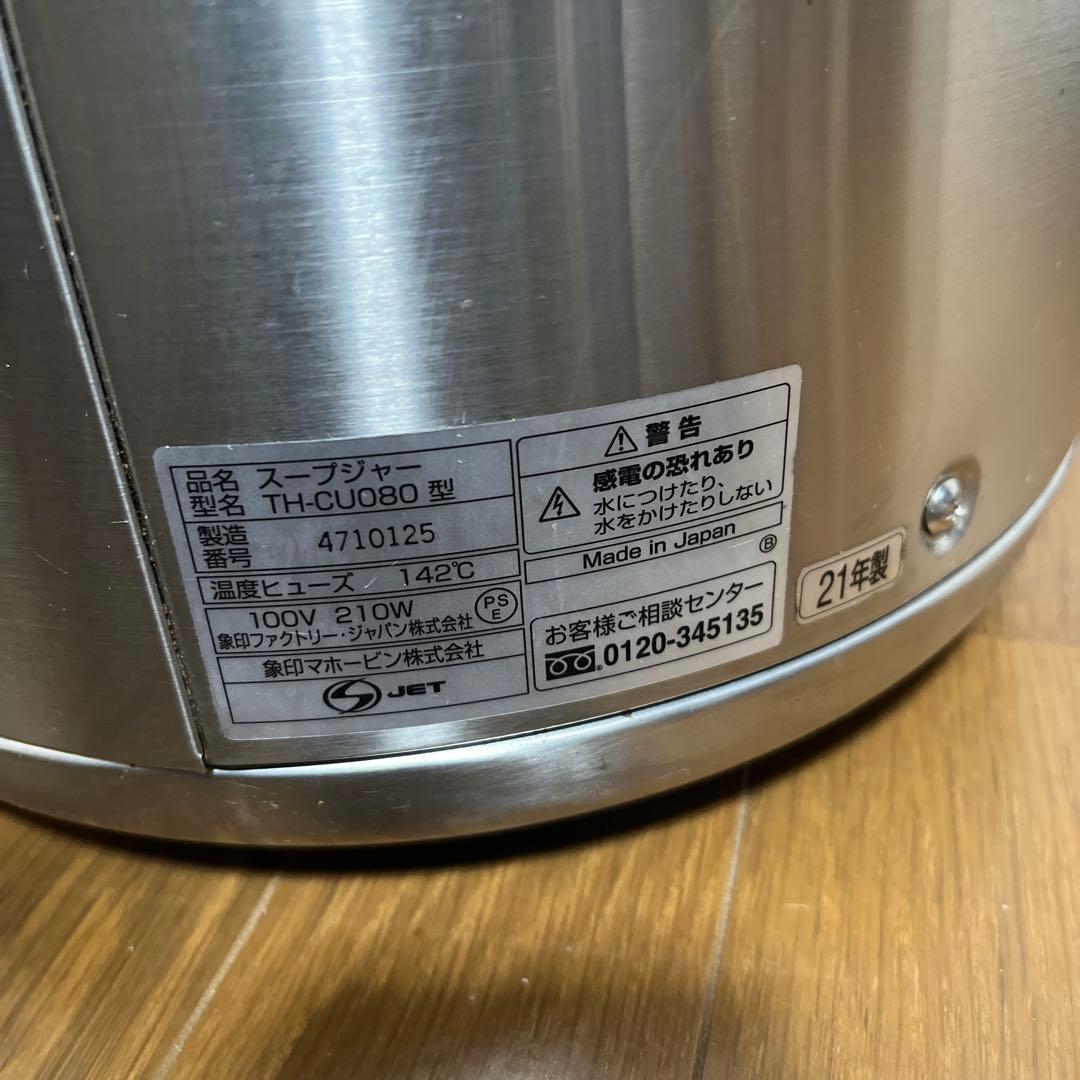 品名 スープジャー
型名 TH-CU080 型
製造番号 4710125
温度ヒューズ 142℃
100V 210W PSE
象印ファクトリー・ジャパン株式会社
象印マホービン株式会社
S JET
⚠ 警告
感電の恐れあり
水につけたり、
水をかけたりしない
Made in Japan
Ⓑ
お客様ご相談センター
0120-345135
21年製